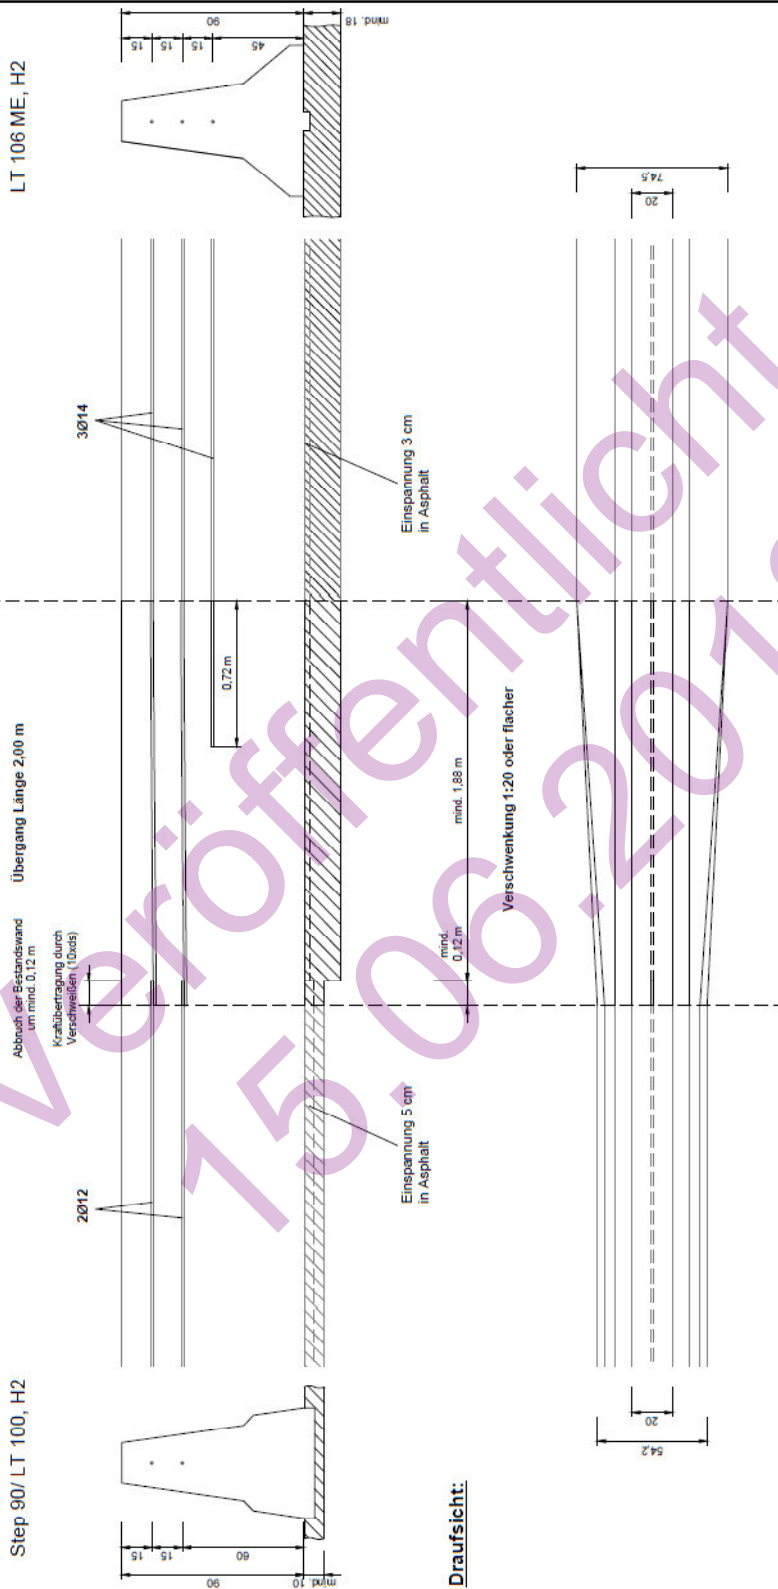 Step 90/ LT 100, H2
LT 106 ME, H2
Abbruch der Bestandswand
um mind. 0,12 m
Übergang Länge 2,00 m
Kraftübertragung durch
Verschweißen (10xds)
2Ø12
3Ø14
15
15
60
90
mind. 10
15
15
15
45
90
mind. 18
0,72 m
Einspannung 5 cm
in Asphalt
Einspannung 3 cm
in Asphalt
mind.
0,12 m
mind. 1,88 m
Verschwenkung 1:20 oder flacher
Draufsicht:
54,2
20
20
74,5
Veröffentlicht
15.06.201